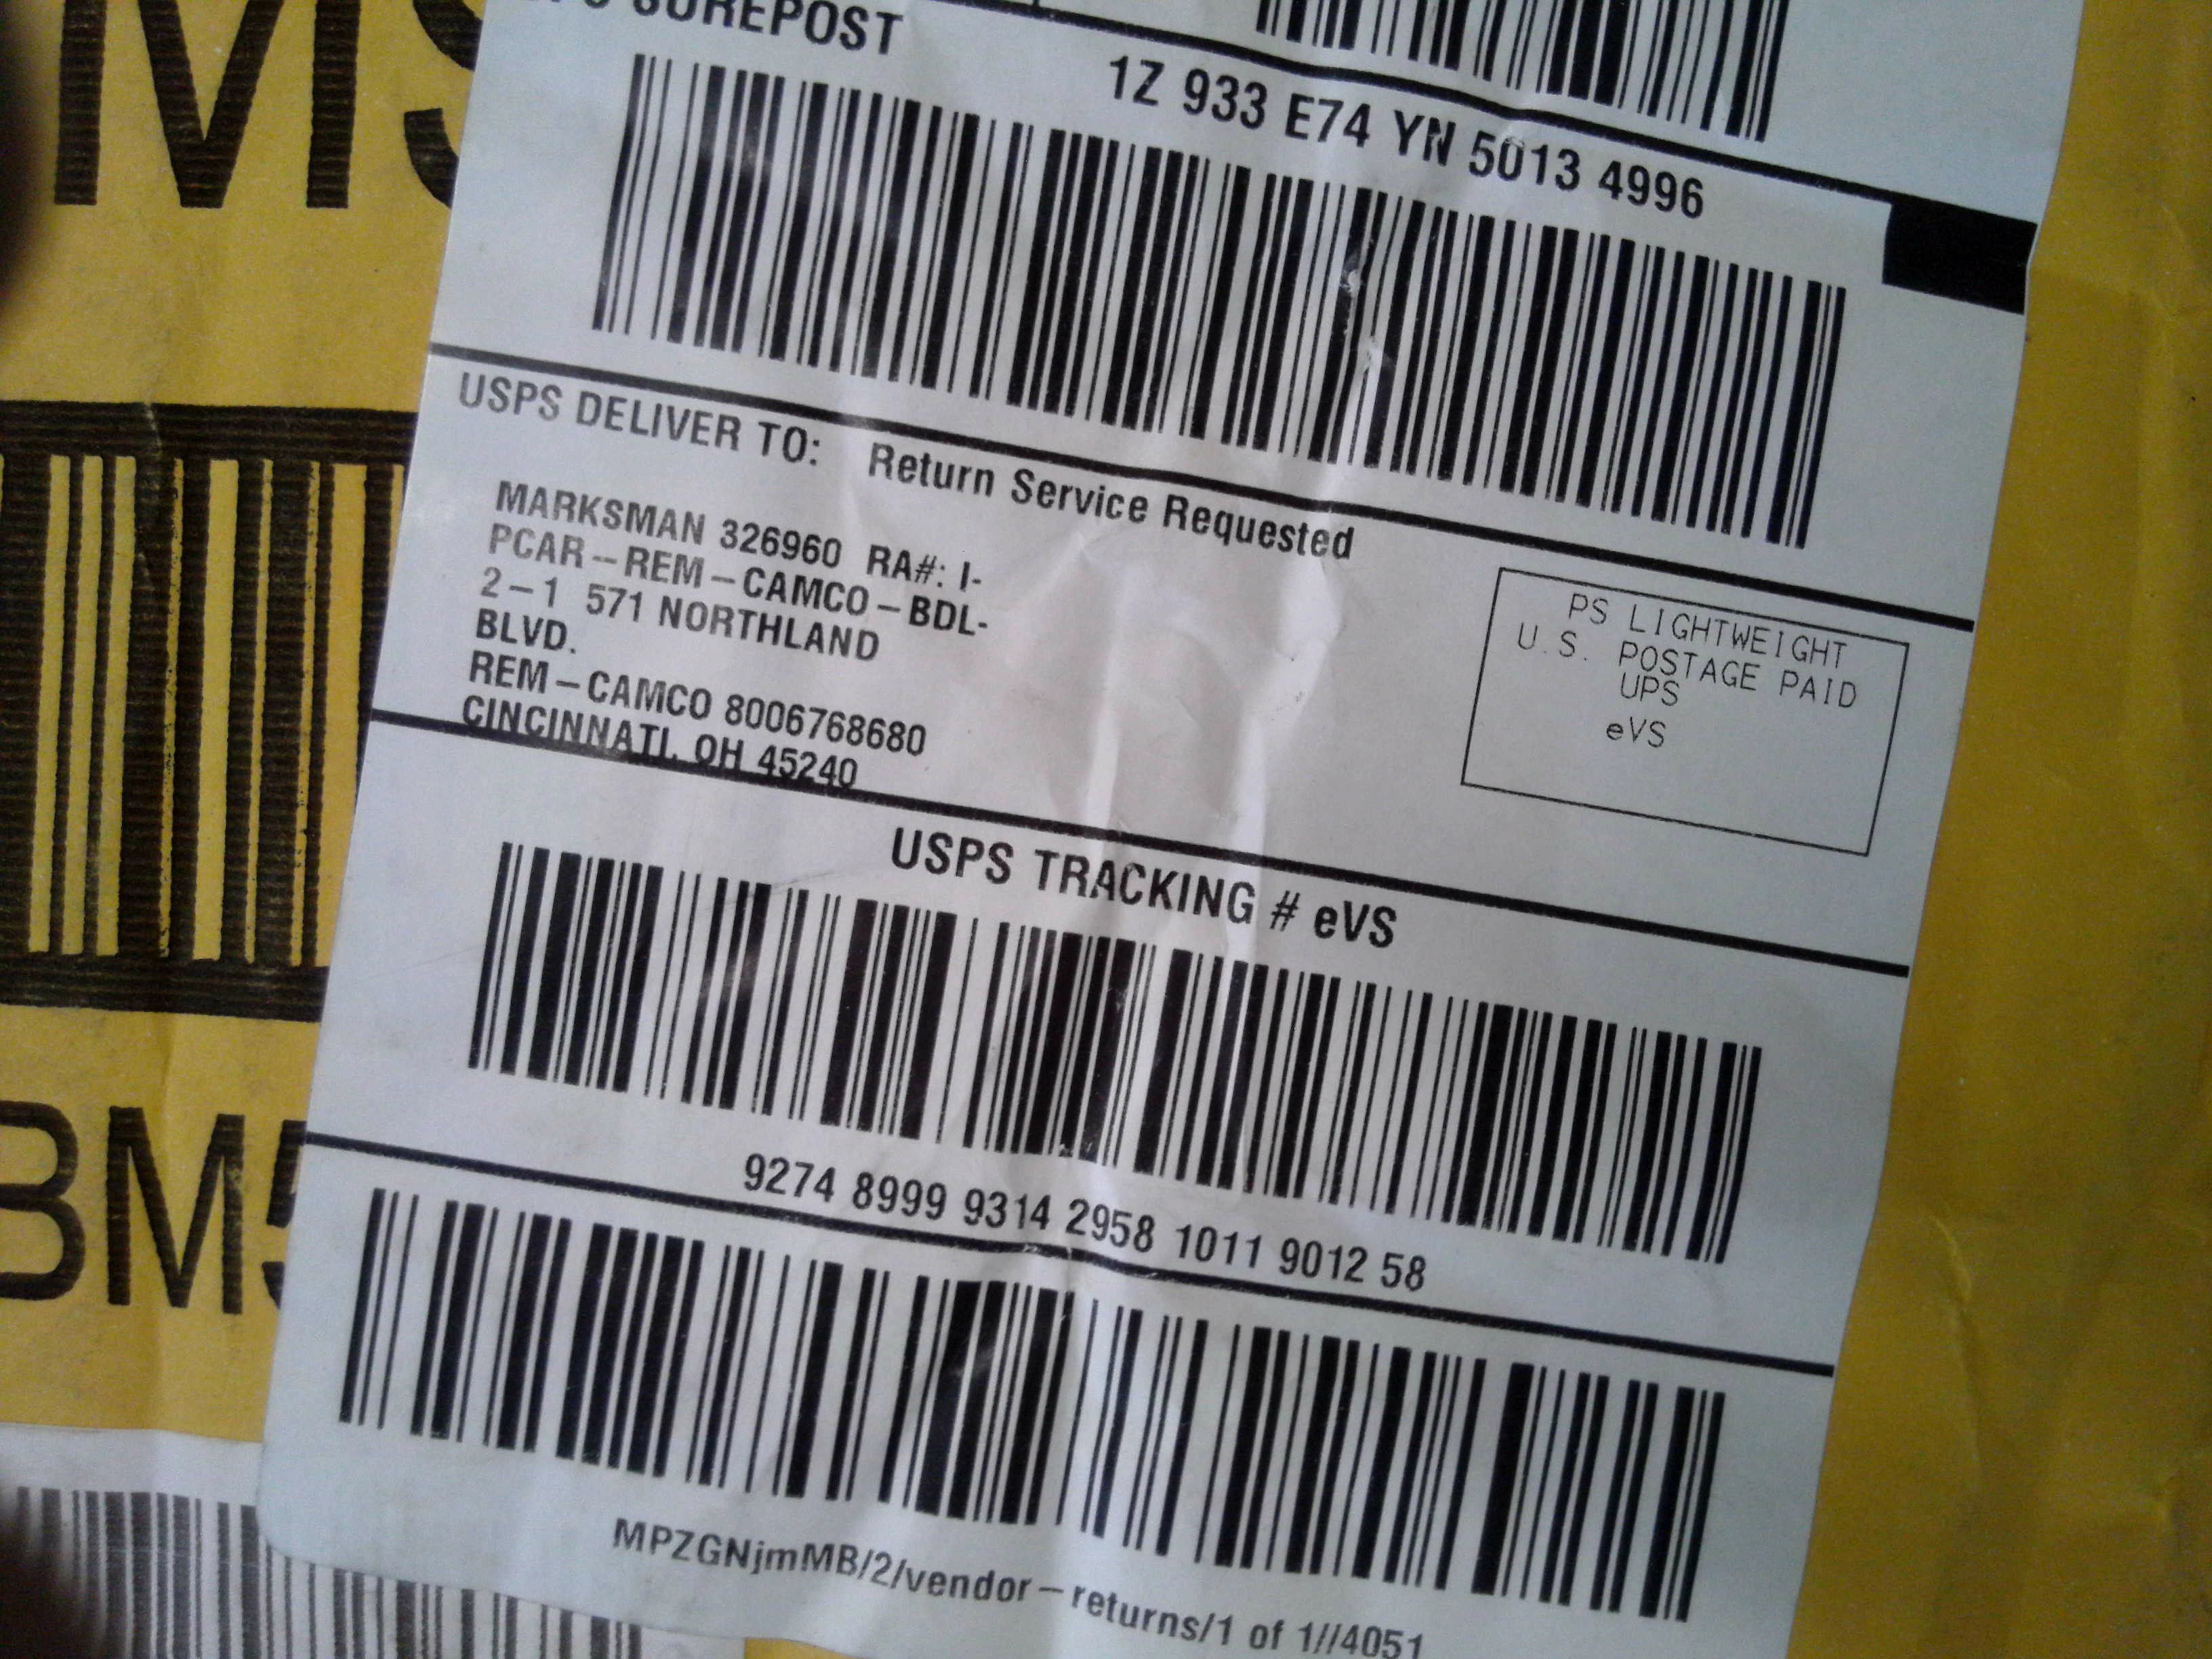 SUREPOST
1Z 933 E74 YN 5013 4996
USPS DELIVER TO: Return Service Requested
MARKSMAN 326960 RA#: I-
PCAR-REM-CAMCO-BDL-
2-1 571 NORTHLAND
BLVD.
REM-CAMCO 8006768680
CINCINNATI, OH 45240
PS LIGHTWEIGHT
U.S. POSTAGE PAID
UPS
eVS
USPS TRACKING # eVS
9274 8999 9314 2958 1011 9012 58
MPZGNjmMB/2/vendor-returns/1 of 1//4051